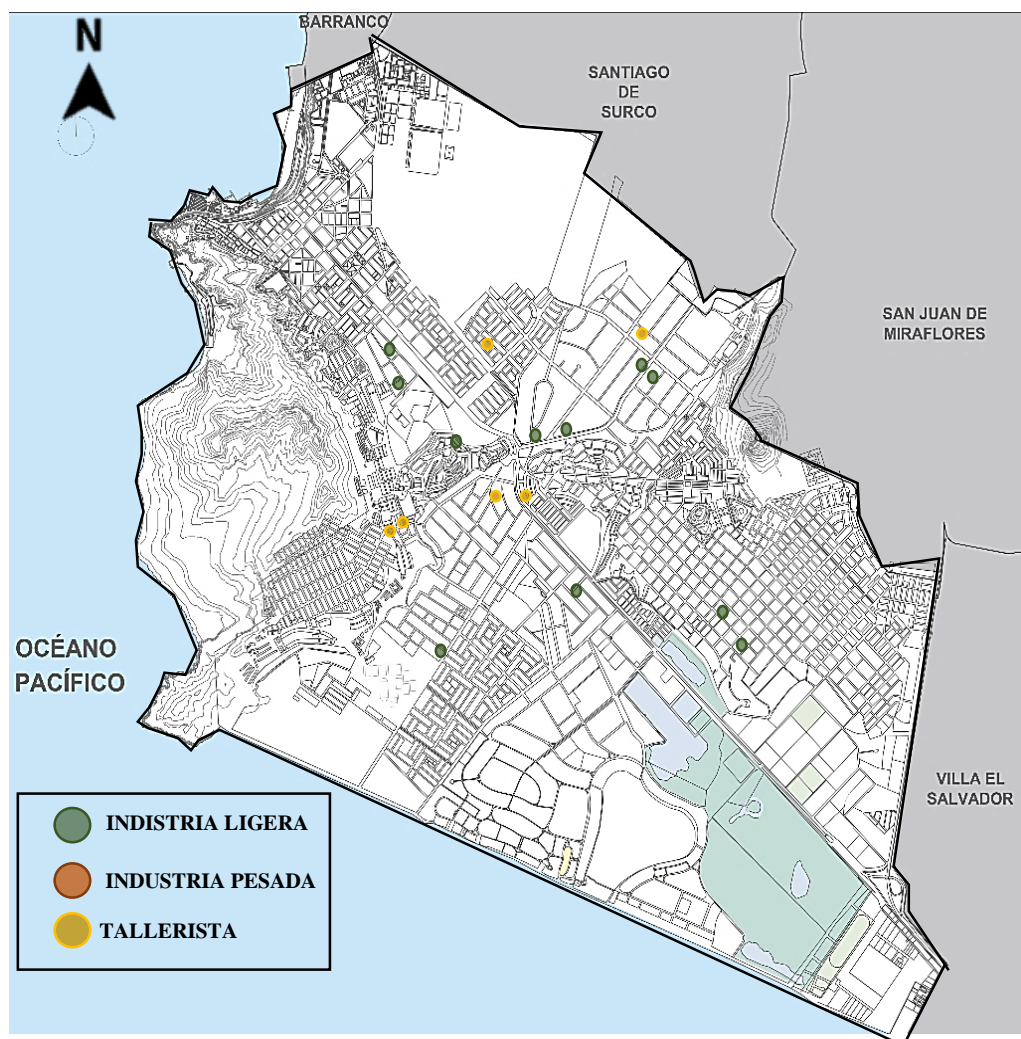 BARRANCO
N
SANTIAGO
DE
SURCO
SAN JUAN DE
MIRAFLORES
OCÉANO
PACÍFICO
VILLA EL
SALVADOR
INDISTRIA LIGERA
INDUSTRIA PESADA
TALLERISTA